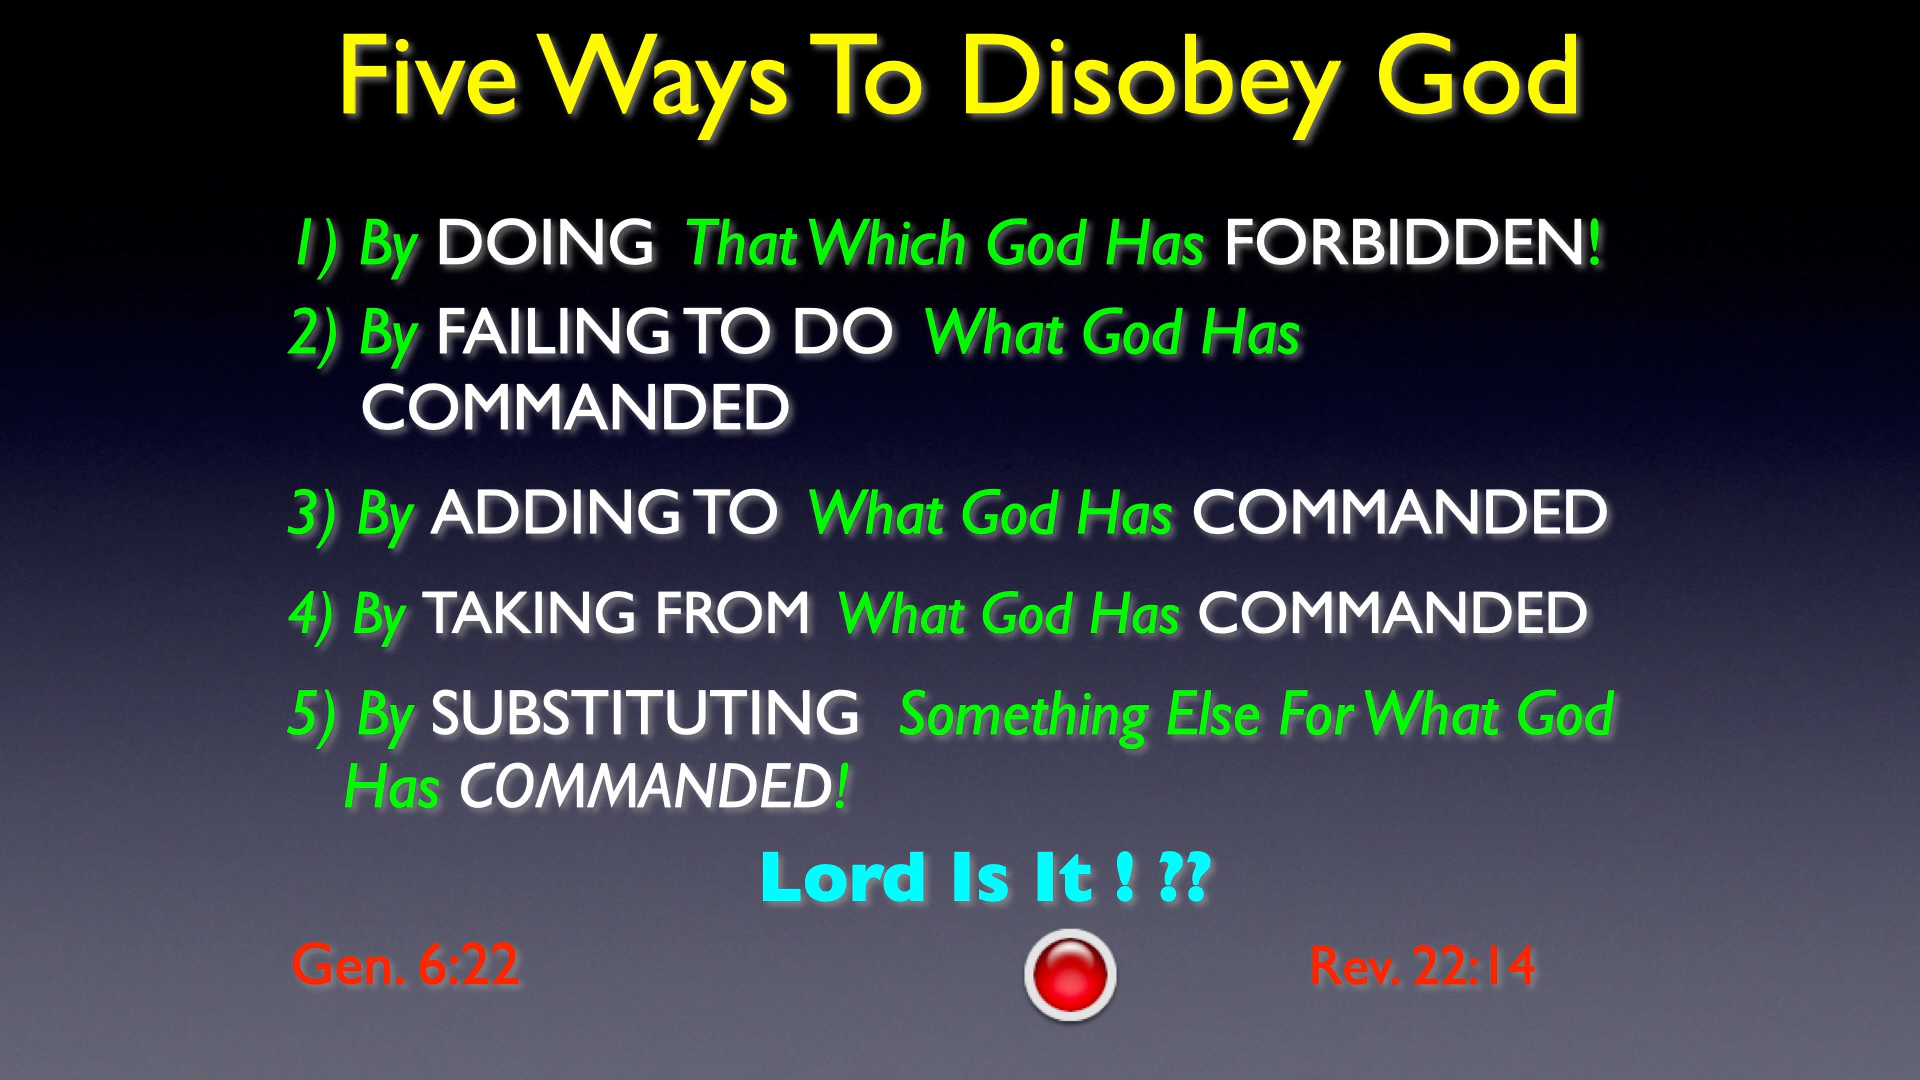 Five Ways To Disobey God
1) By DOING That Which God Has FORBIDDEN!
2) By FAILING TO DO What God Has
COMMANDED
3) By ADDING TO What God Has COMMANDED
4) By TAKING FROM What God Has COMMANDED
5) By SUBSTITUTING Something Else For What God
Has COMMANDED!
Lord Is It ! ??
Gen. 6:22
Rev. 22:14